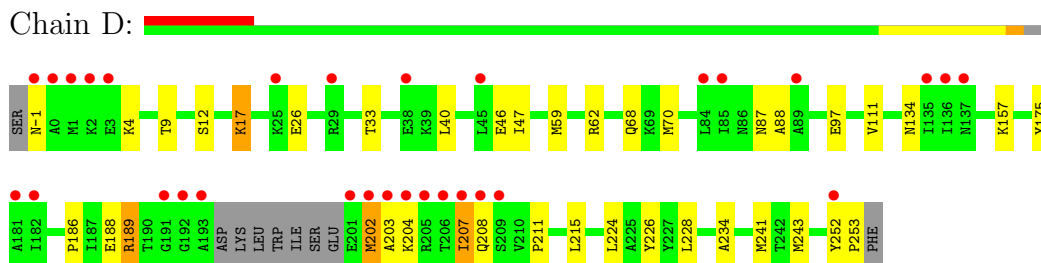 Chain D:
SER N-1 A0 M1 K2 E3 K4 T9 S12 K17 K25 E26 R29 T33 E38 K39 L40 L45 E46 I47 M59 R62 Q68 K69 M70 L84 I85 N86 N87 A88 A89 E97 V111 N134 I135 I136 N137 K157
A181 I182 P186 I187 E188 R189 T190 G191 G192 A193 ASP LYS LEU TRP ILE SER GLU E201 M202 A203 K204 R205 T206 I207 Q208 S209 V210 P211 L215 L224 A225 Y226 Y227 L228 A234 M241 T242 M243 Y252 P253 PHE